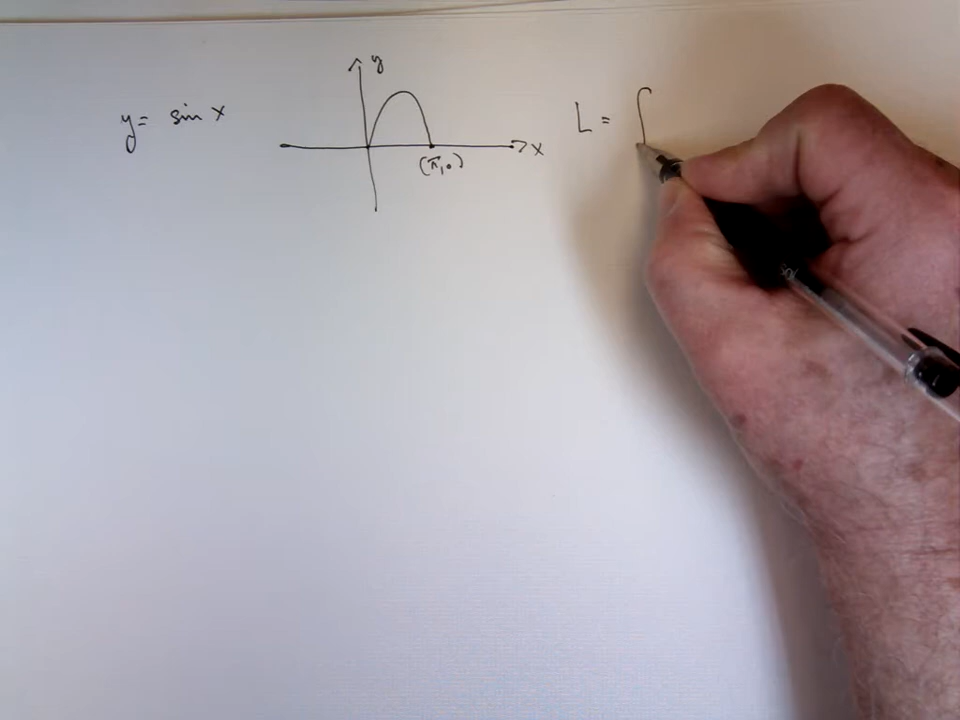 y = sin x
y
x
(π,0)
L = ∫